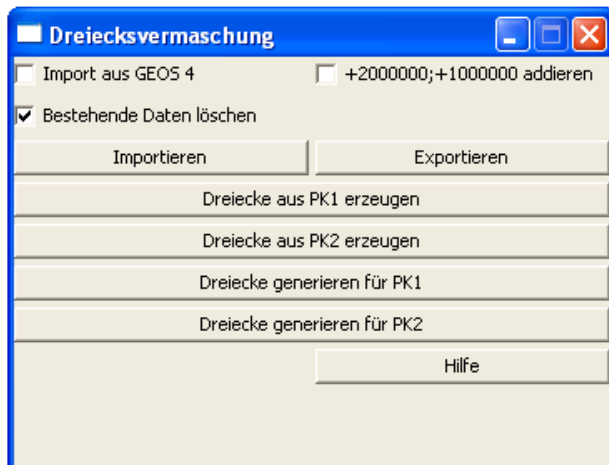 Dreiecksvermaschung
Import aus GEOS 4
+2000000;+1000000 addieren
Bestehende Daten löschen
Importieren
Exportieren
Dreiecke aus PK1 erzeugen
Dreiecke aus PK2 erzeugen
Dreiecke generieren für PK1
Dreiecke generieren für PK2
Hilfe